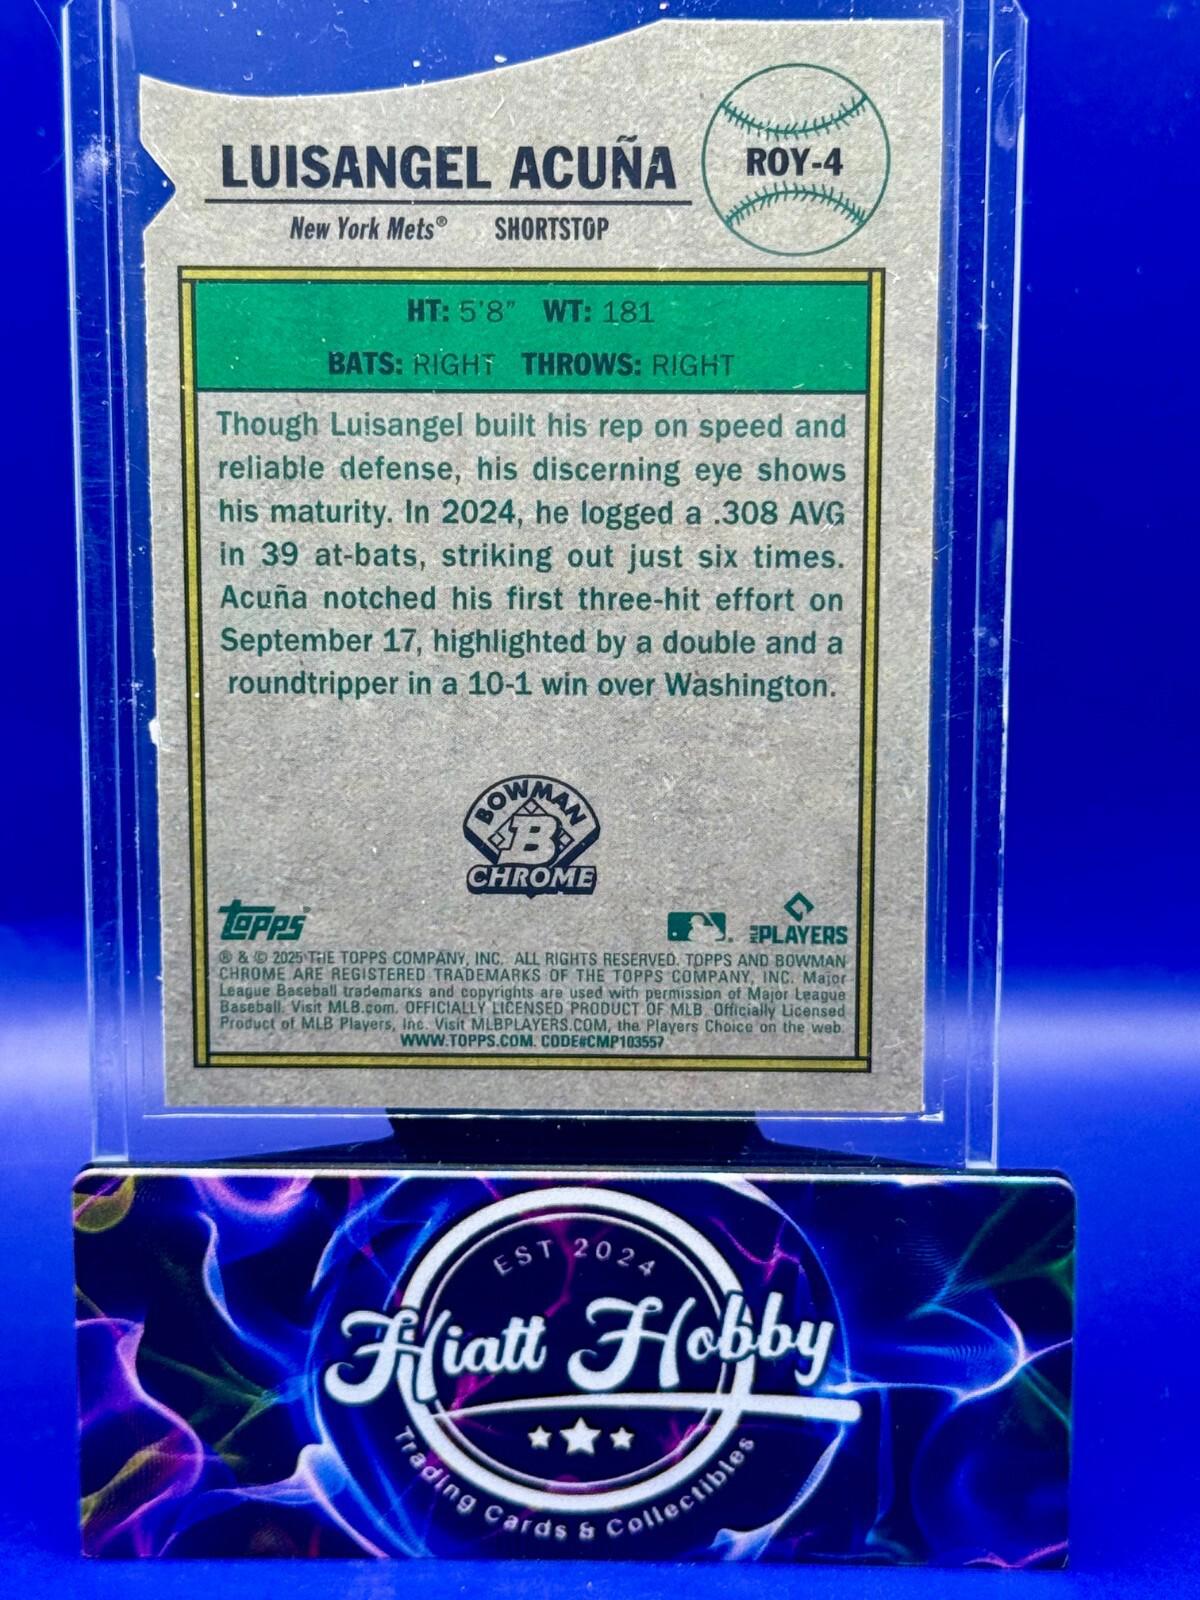 LUISANGEL ACUÑA
ROY-4
New York Mets® SHORTSTOP
HT: 5'8" WT: 181
BATS: RIGHT THROWS: RIGHT
Though Luisangel built his rep on speed and
reliable defense, his discerning eye shows
his maturity. In 2024, he logged a .308 AVG
in 39 at-bats, striking out just six times.
Acuña notched his first three-hit effort on
September 17, highlighted by a double and a
roundtripper in a 10-1 win over Washington.
BOWMAN
B
CHROME
Topps
MLB PLAYERS
® & © 2025 THE TOPPS COMPANY, INC. ALL RIGHTS RESERVED. TOPPS AND BOWMAN
CHROME ARE REGISTERED TRADEMARKS OF THE TOPPS COMPANY, INC. Major
League Baseball trademarks and copyrights are used with permission of Major League
Baseball. Visit MLB.com. OFFICIALLY LICENSED PRODUCT OF MLB. Officially Licensed
Product of MLB Players, Inc. Visit MLBPLAYERS.COM, the Players Choice on the web.
WWW.TOPPS.COM. CODE#CMP103557
EST 2024
Hiatt Hobby
Trading Cards & Collectibles